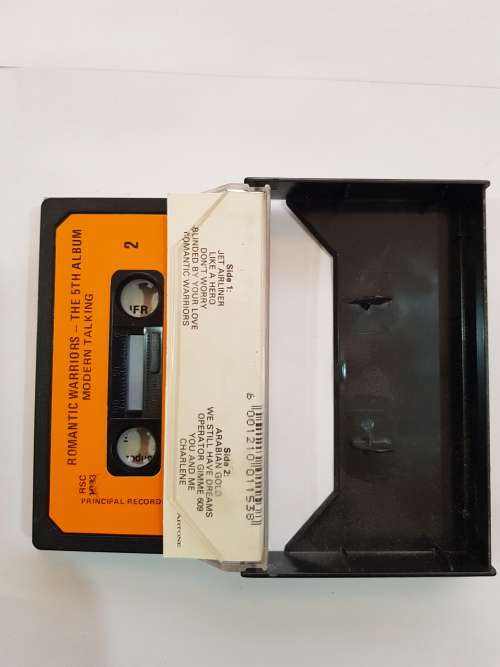 ROMANTIC WARRIORS – THE 5TH ALBUM
MODERN TALKING
2
RSC
PRINCIPAL RECORD
Side 1:
JET AIRLINER
LIKE A HERO
DON'T WORRY
BLINDED BY YOUR LOVE
ROMANTIC WARRIORS
Side 2:
ARABIAN GOLD
WE STILL HAVE DREAMS
OPERATOR GIMME 609
YOU AND ME
CHARLENE
ARTONE
6 001210 011538